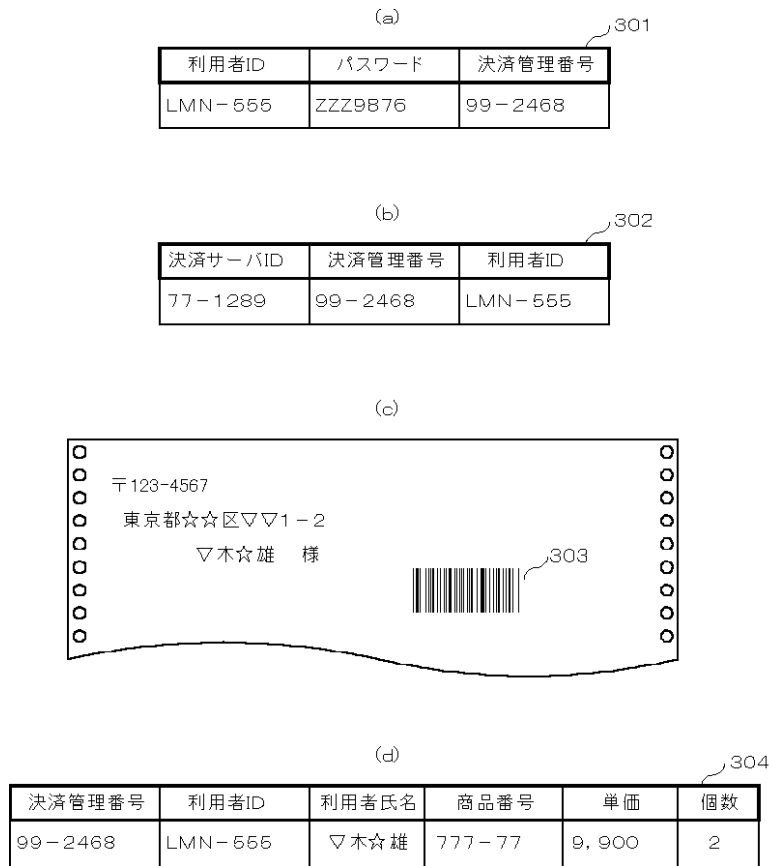 (a)
301
利用者ID パスワード 決済管理番号
LMN-555 ZZZ9876 99-2468
(b)
302
決済サーバID 決済管理番号 利用者ID
77-1289 99-2468 LMN-555
(c)
〒123-4567
東京都☆☆区▽▽1-2
▽木☆雄 様
303
(d)
304
決済管理番号 利用者ID 利用者氏名 商品番号 単価 個数
99-2468 LMN-555 ▽木☆雄 777-77 9,900 2